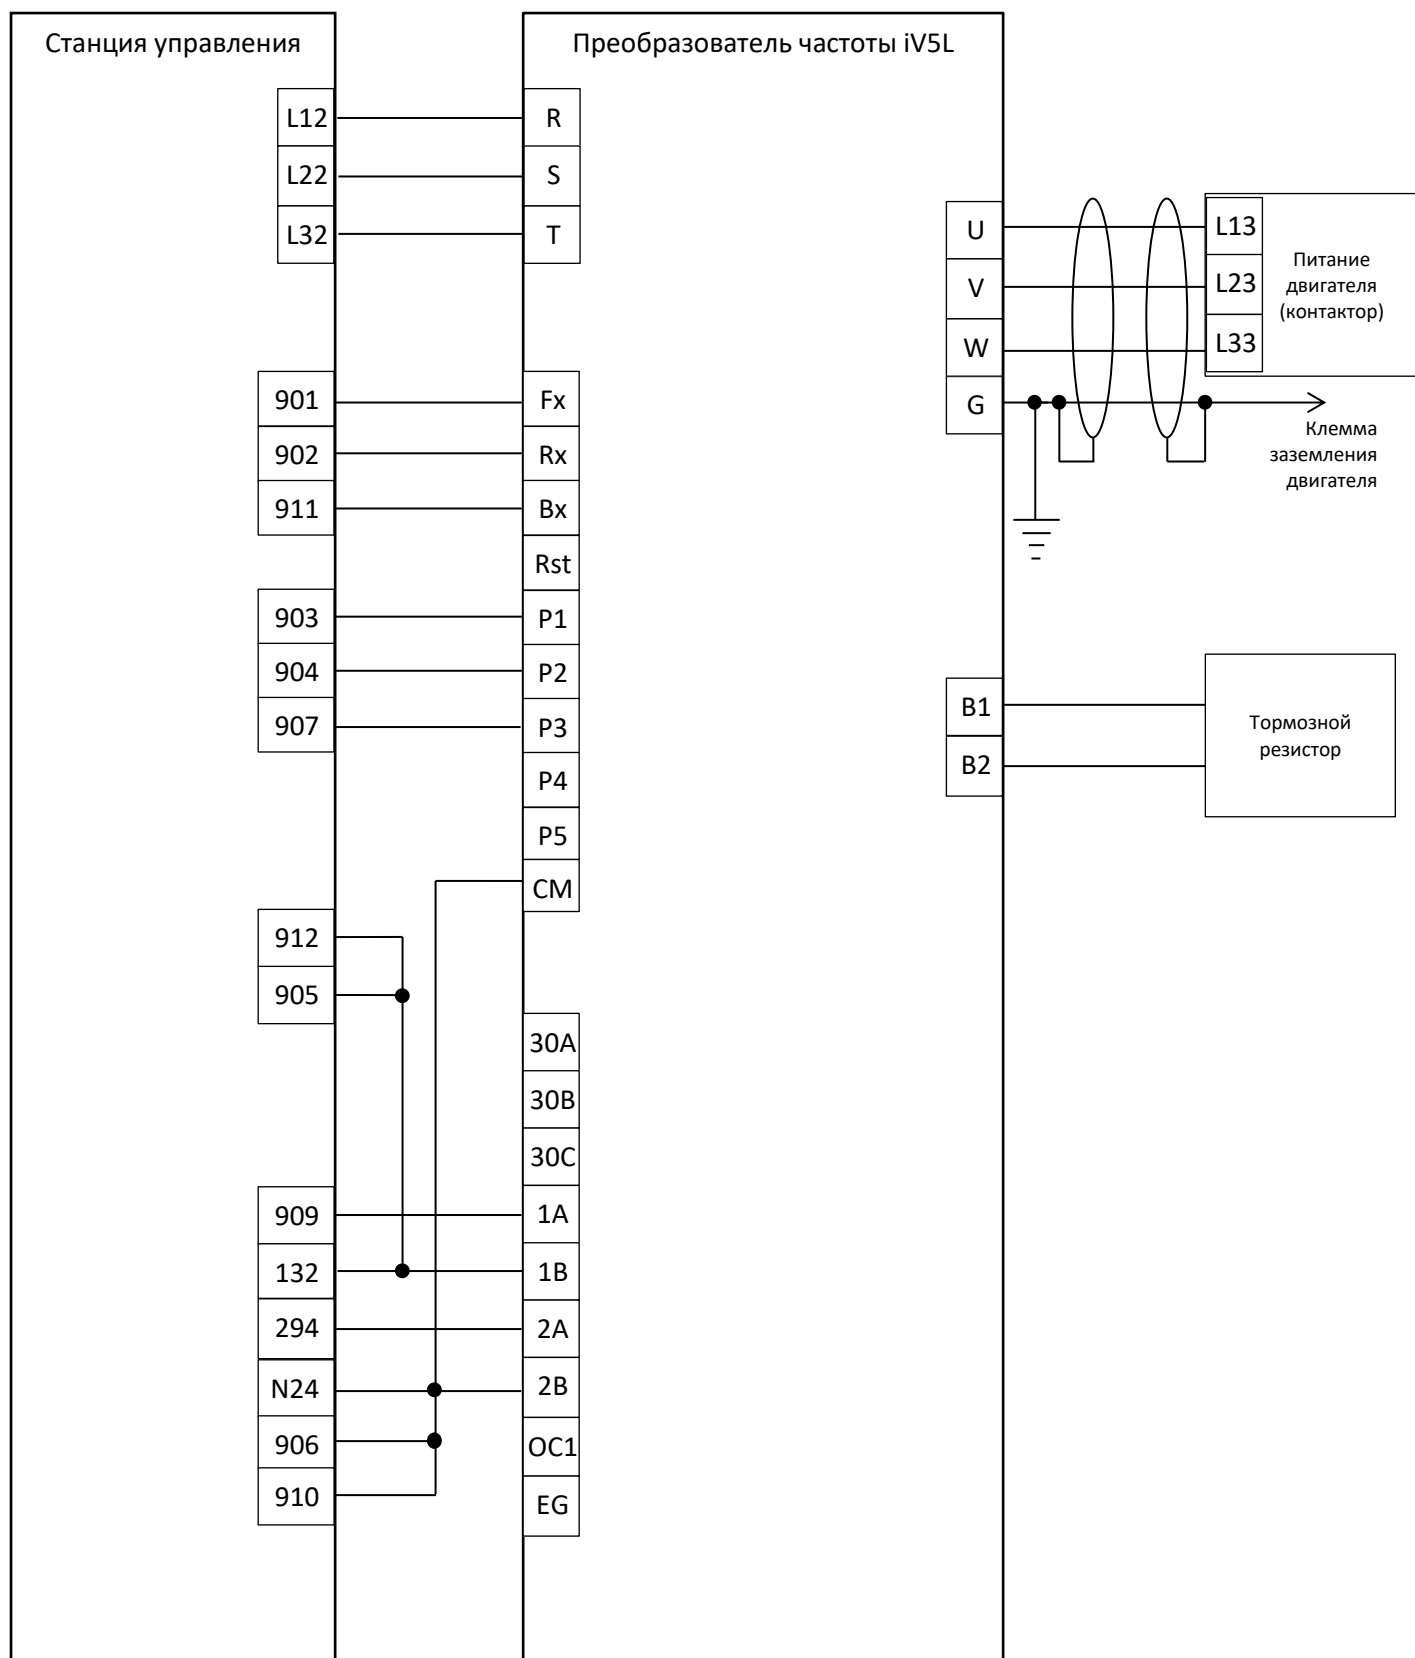 Станция управления
Преобразователь частоты iV5L
L12
L22
L32
901
902
911
903
904
907
912
905
909
132
294
N24
906
910
R
S
T
Fx
Rx
Bx
Rst
P1
P2
P3
P4
P5
CM
30A
30B
30C
1A
1B
2A
2B
OC1
EG
U
V
W
G
B1
B2
L13
L23
L33
Питание
двигателя
(контактор)
Клемма
заземления
двигателя
Тормозной
резистор